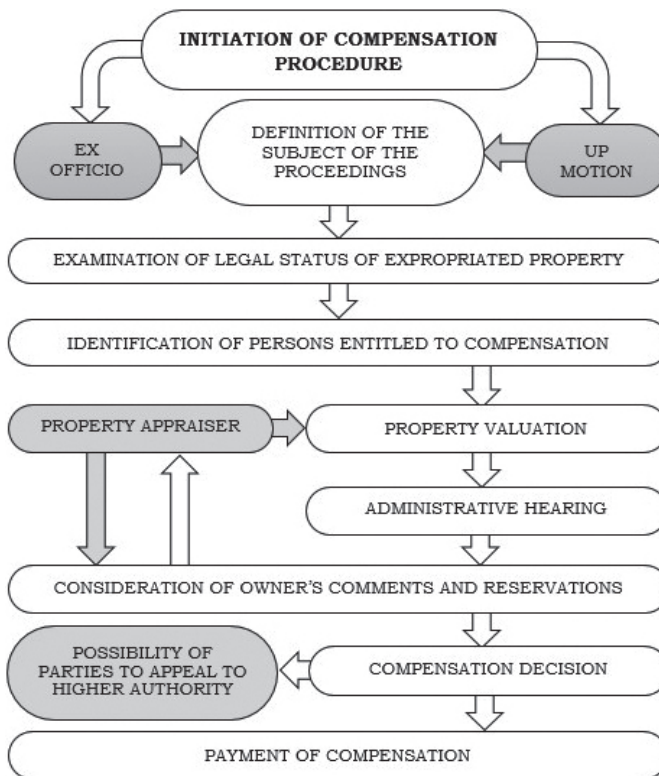 INITIATION OF COMPENSATION
PROCEDURE
EX
OFFICIO
DEFINITION OF THE
SUBJECT OF THE
PROCEEDINGS
UP
MOTION
EXAMINATION OF LEGAL STATUS OF EXPROPRIATED PROPERTY
IDENTIFICATION OF PERSONS ENTITLED TO COMPENSATION
PROPERTY APPRAISER
PROPERTY VALUATION
ADMINISTRATIVE HEARING
CONSIDERATION OF OWNER'S COMMENTS AND RESERVATIONS
POSSIBILITY OF
PARTIES TO APPEAL TO
HIGHER AUTHORITY
COMPENSATION DECISION
PAYMENT OF COMPENSATION